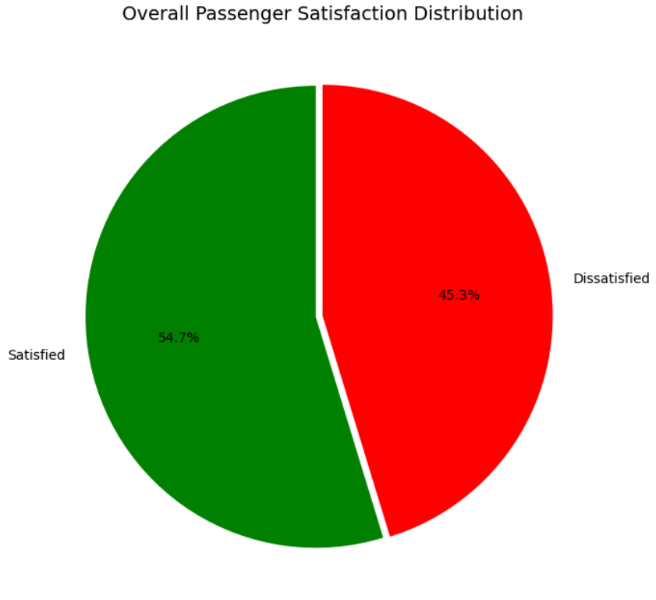 Overall Passenger Satisfaction Distribution
Dissatisfied
45.3%
54.7%
Satisfied